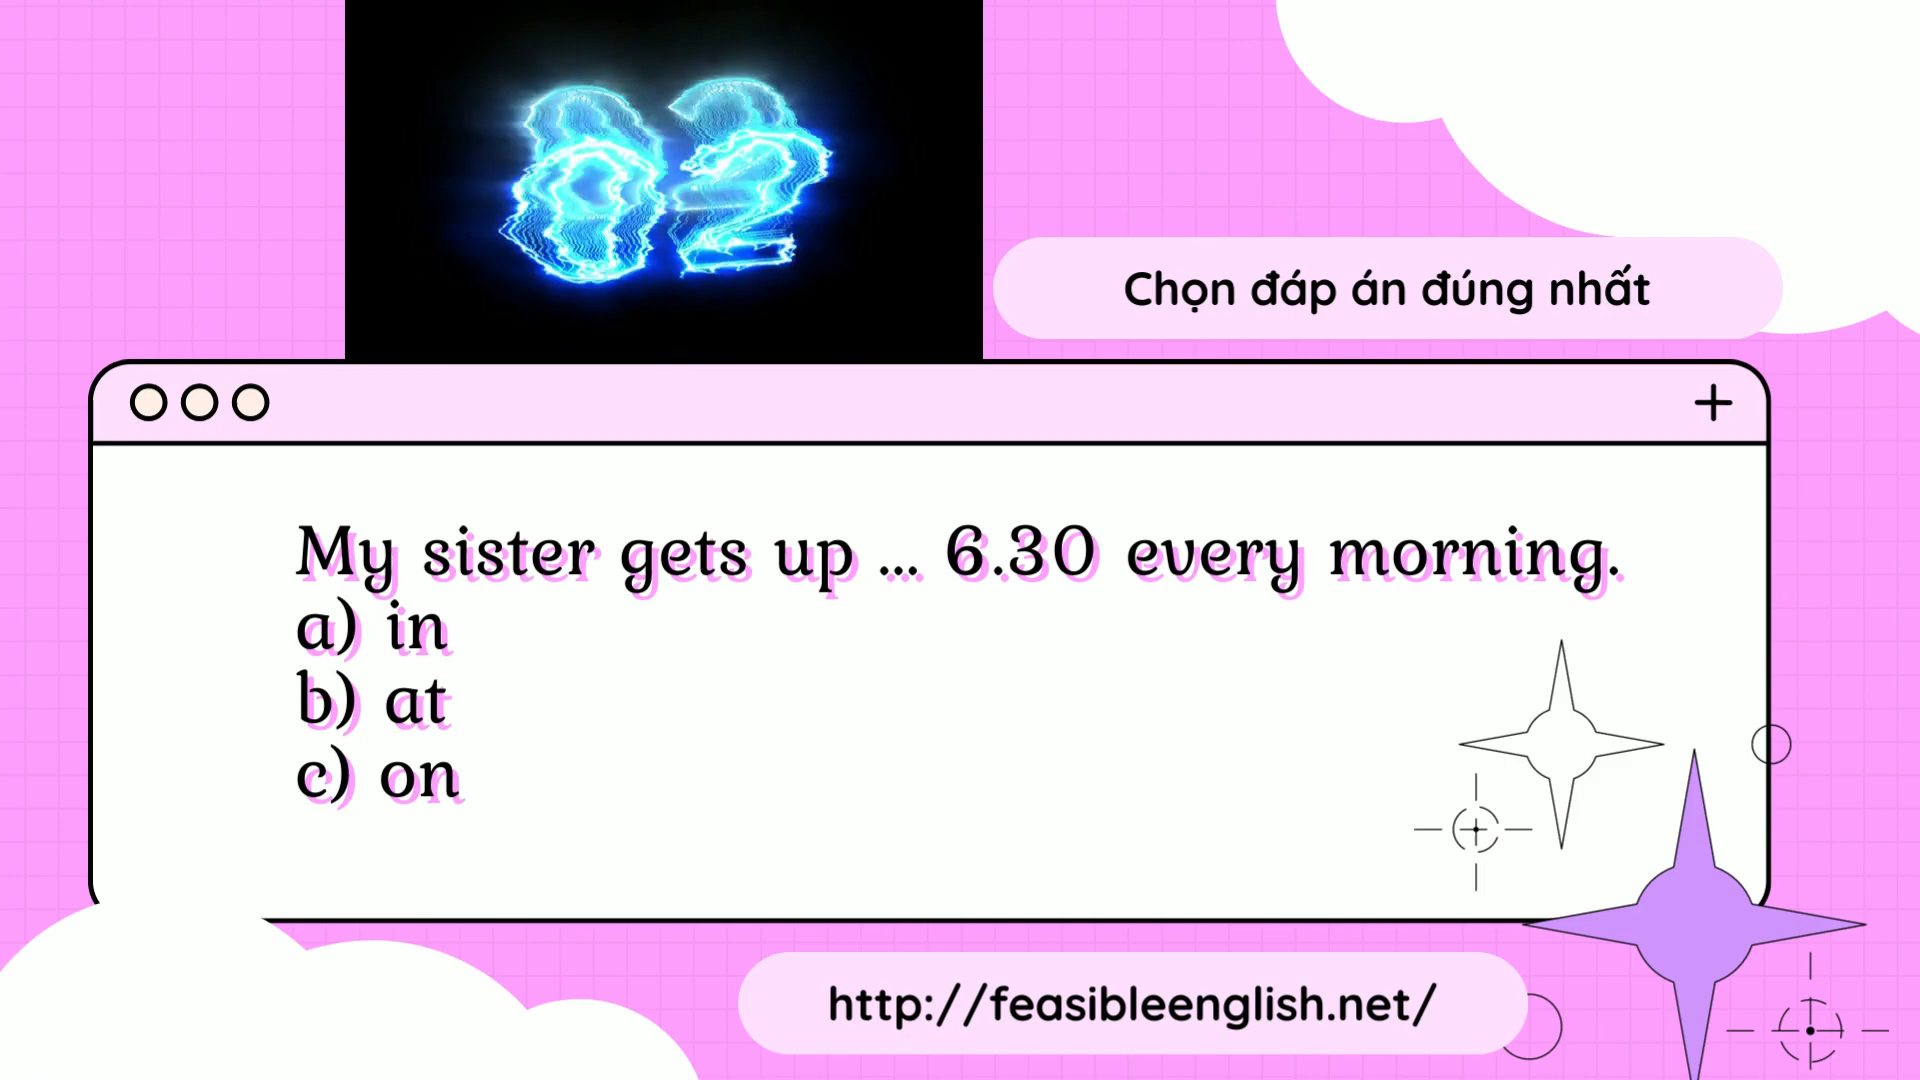 02
Chọn đáp án đúng nhất
My sister gets up ... 6.30 every morning.
a) in
b) at
c) on
http://feasibleenglish.net/